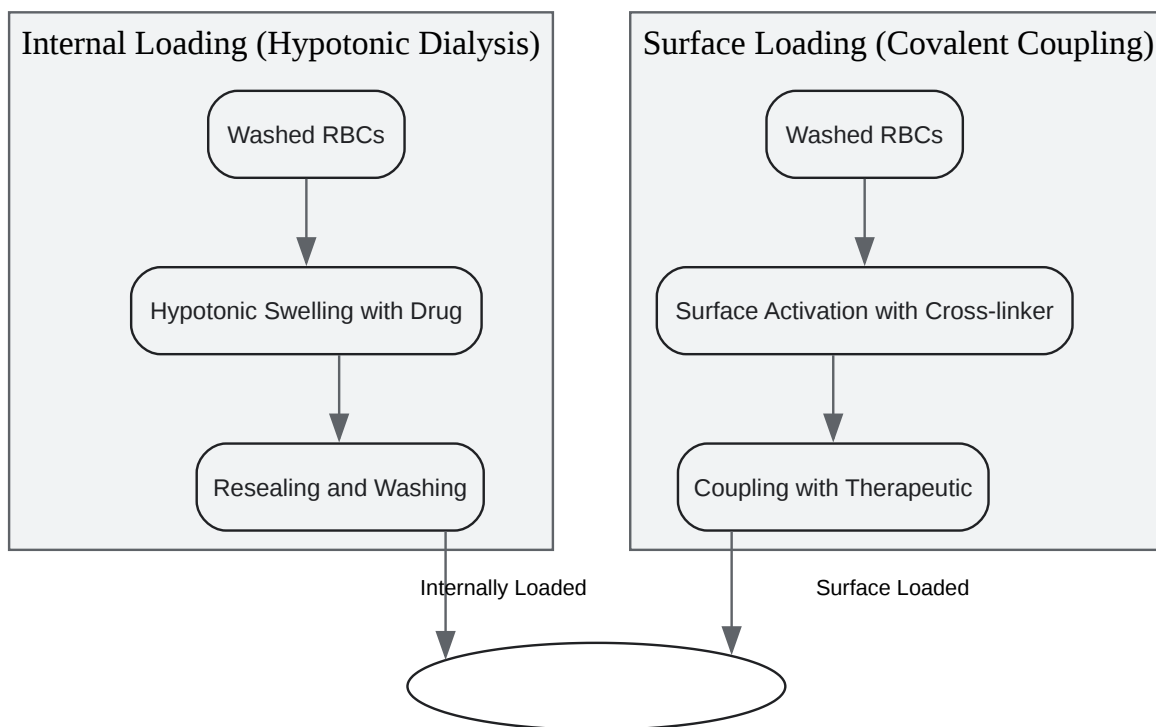 Internal Loading (Hypotonic Dialysis)
Washed RBCs
Hypotonic Swelling with Drug
Resealing and Washing
Internally Loaded
Surface Loading (Covalent Coupling)
Washed RBCs
Surface Activation with Cross-linker
Coupling with Therapeutic
Surface Loaded